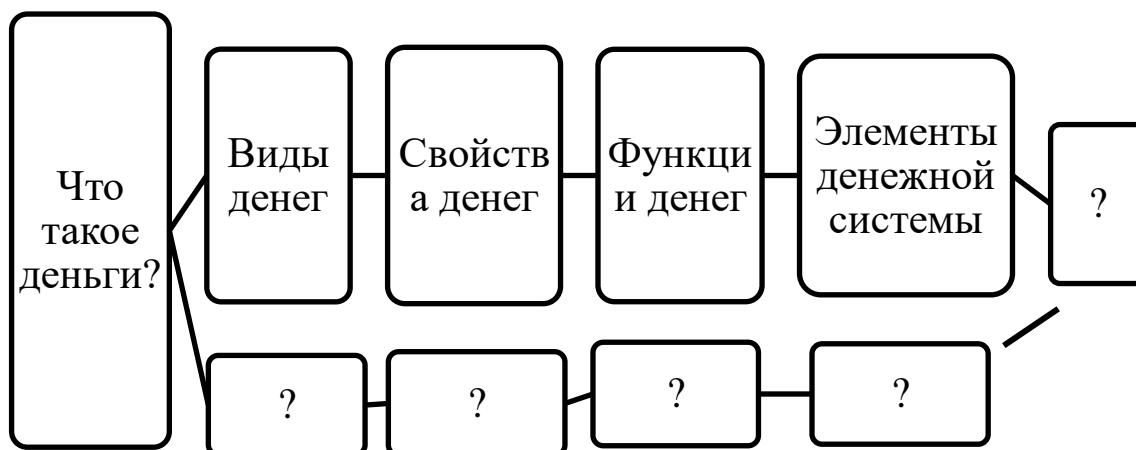 Что
такое
деньги?
Виды
денег
Свойств
а денег
Функци
и денег
Элементы
денежной
системы
?
?
?
?
?